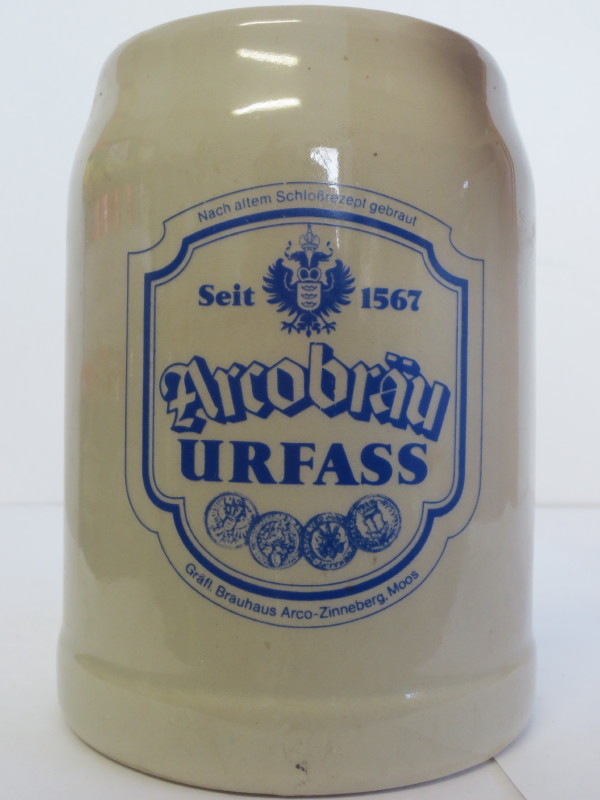 Nach altem Schloßrezept gebraut
Seit 1567
Arcobräu
URFASS
Gräfl. Brauhaus Arco-Zinneberg, Moos